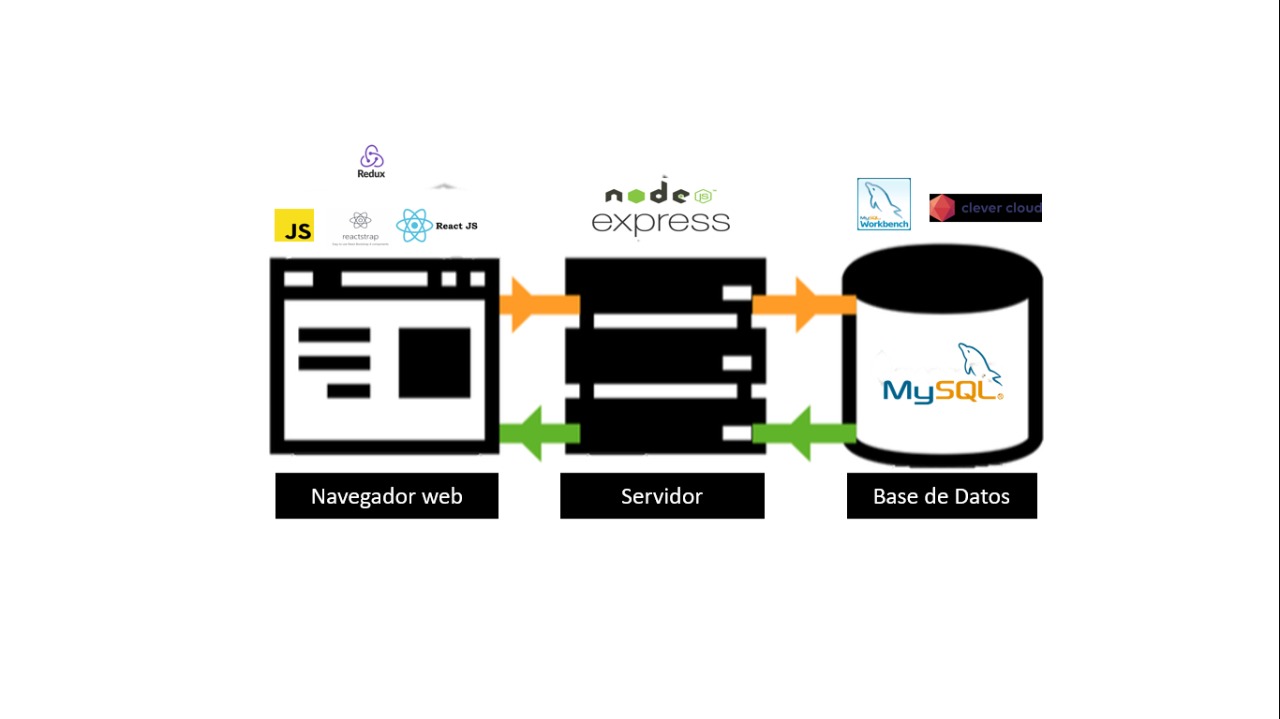 Redux
JS
reactstrap
React JS
node
JS
express
MySQL
Workbench
clever cloud
MySQL
Navegador web
Servidor
Base de Datos